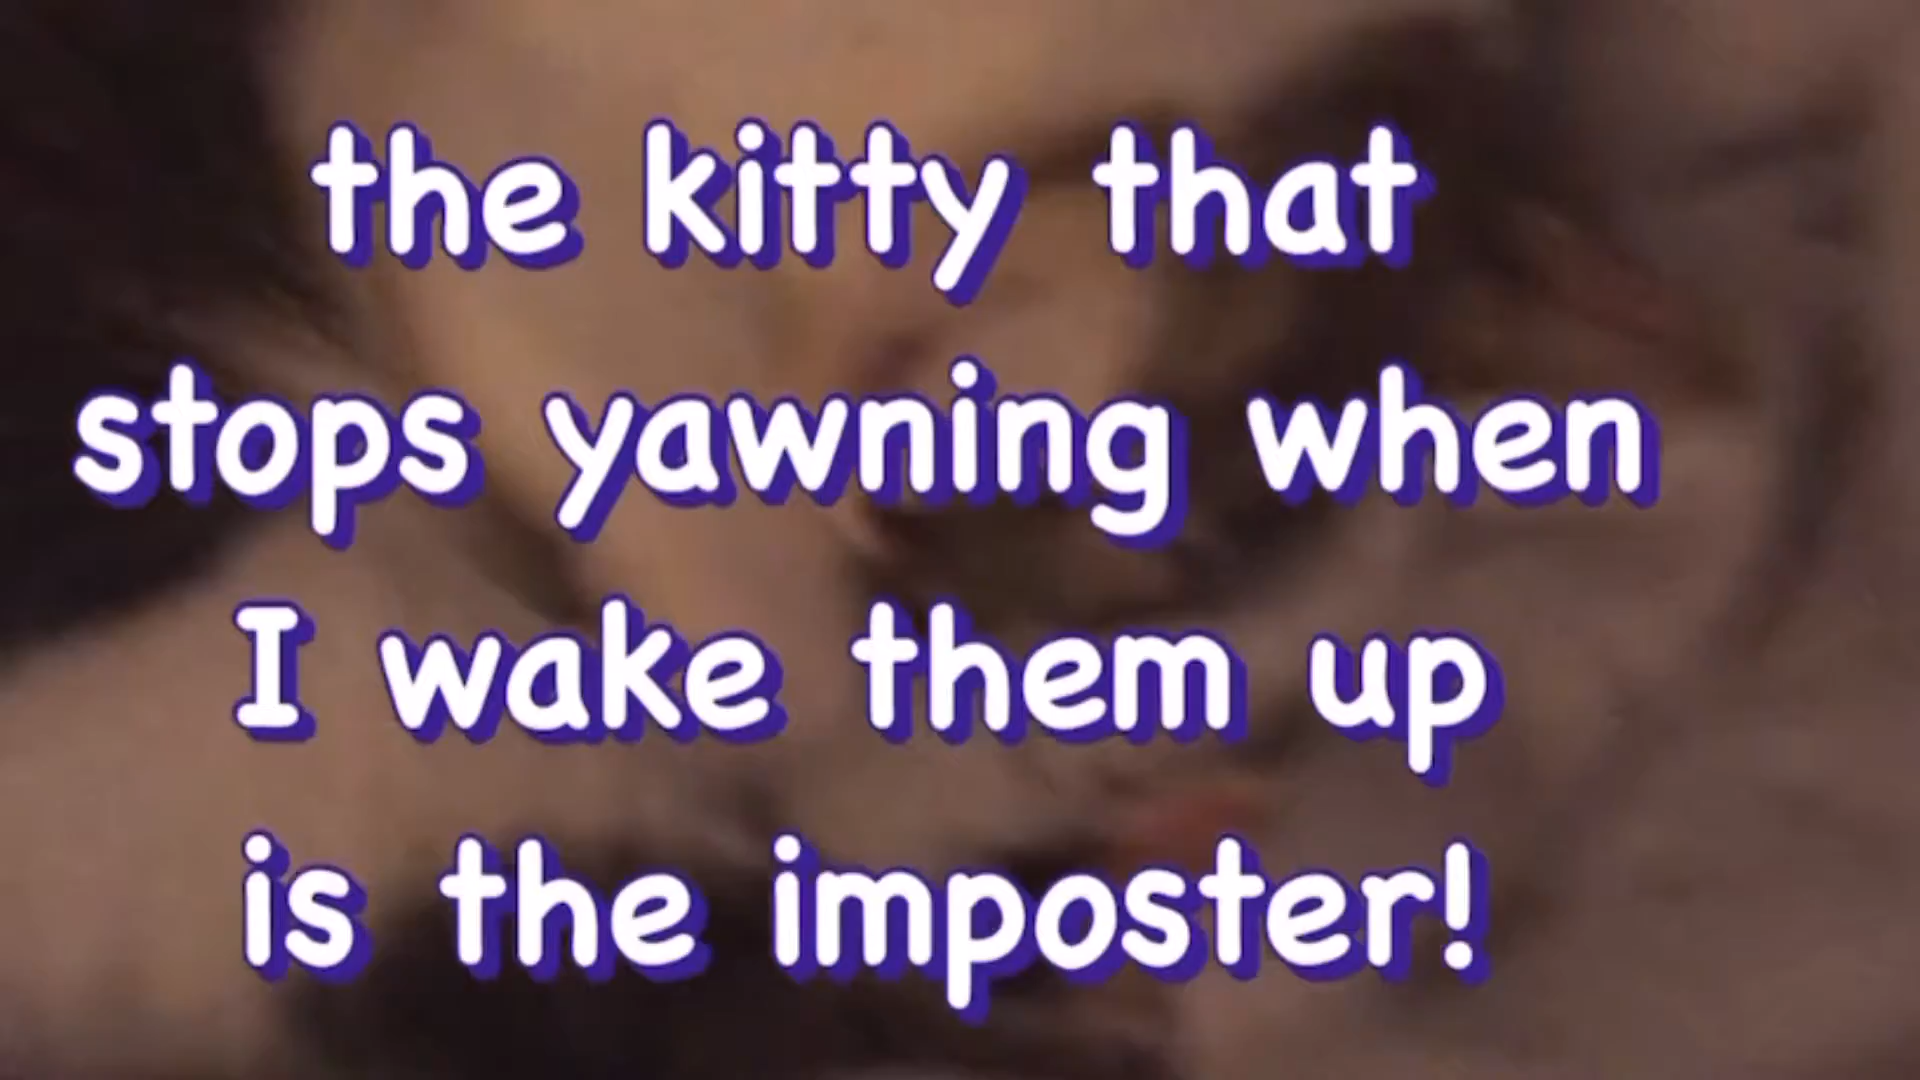 the kitty that
stops yawning when
I wake them up
is the imposter!